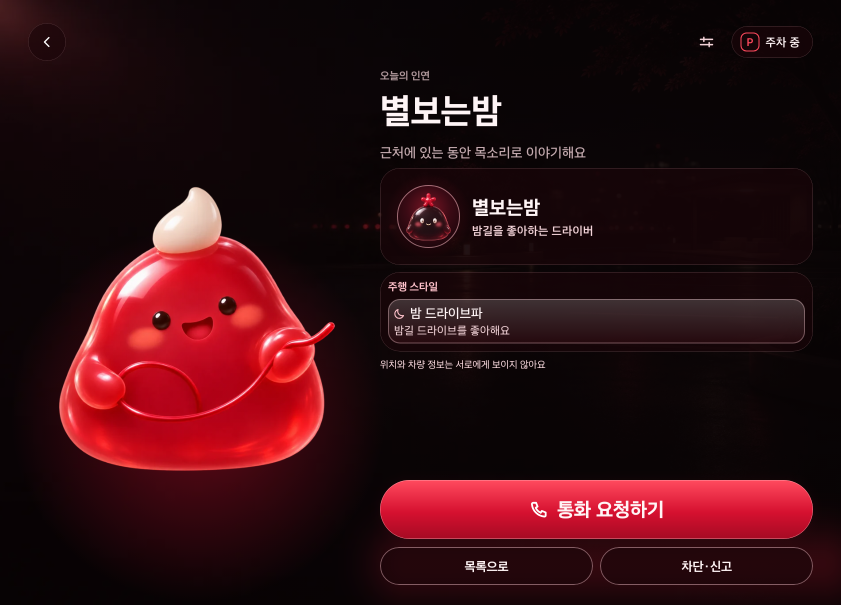 P 주차 중
오늘의 인연
별보는밤
근처에 있는 동안 목소리로 이야기해요
별보는밤
밤길을 좋아하는 드라이버
주행 스타일
밤 드라이브파
밤길 드라이브를 좋아해요
위치와 차량 정보는 서로에게 보이지 않아요
통화 요청하기
목록으로
차단·신고